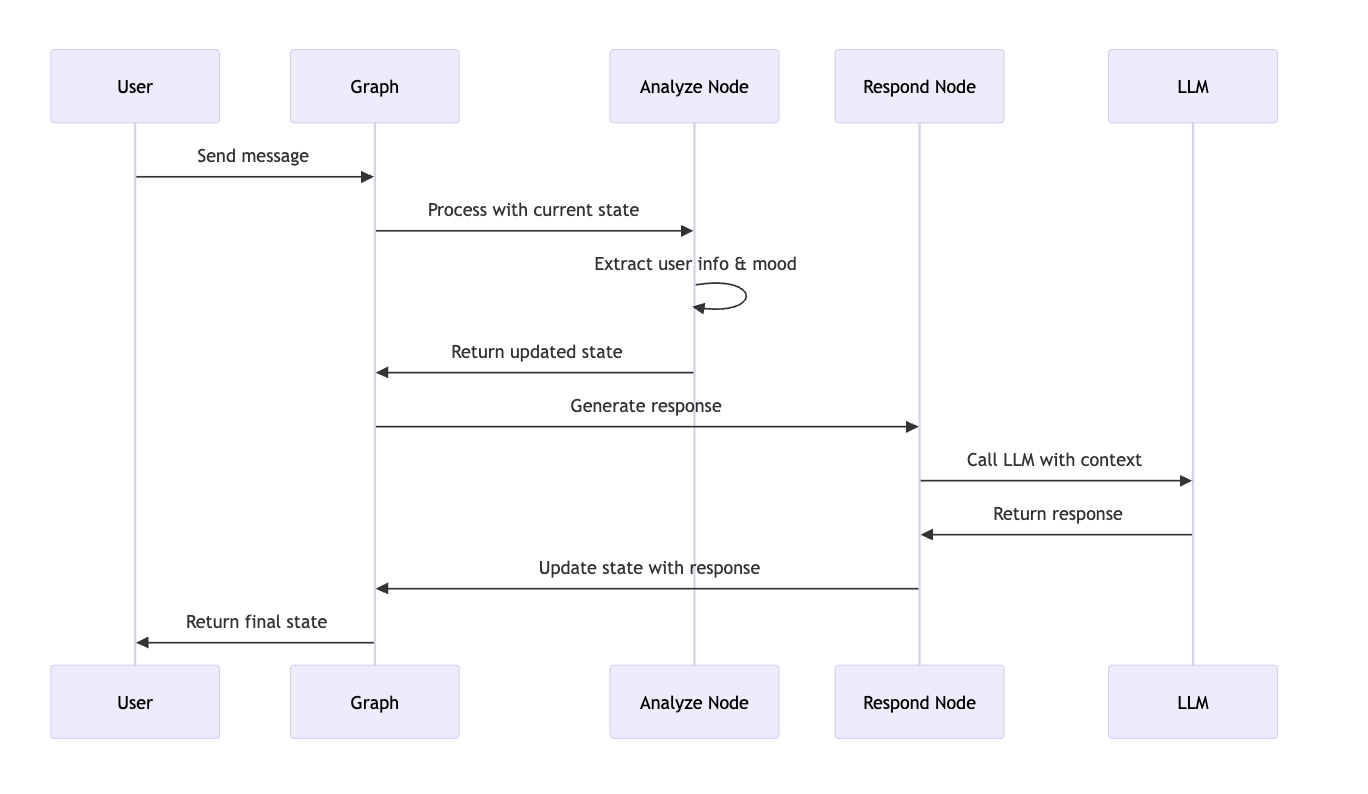 User
Graph
Analyze Node
Respond Node
LLM
Send message
Process with current state
Extract user info & mood
Return updated state
Generate response
Call LLM with context
Return response
Update state with response
Return final state
User
Graph
Analyze Node
Respond Node
LLM